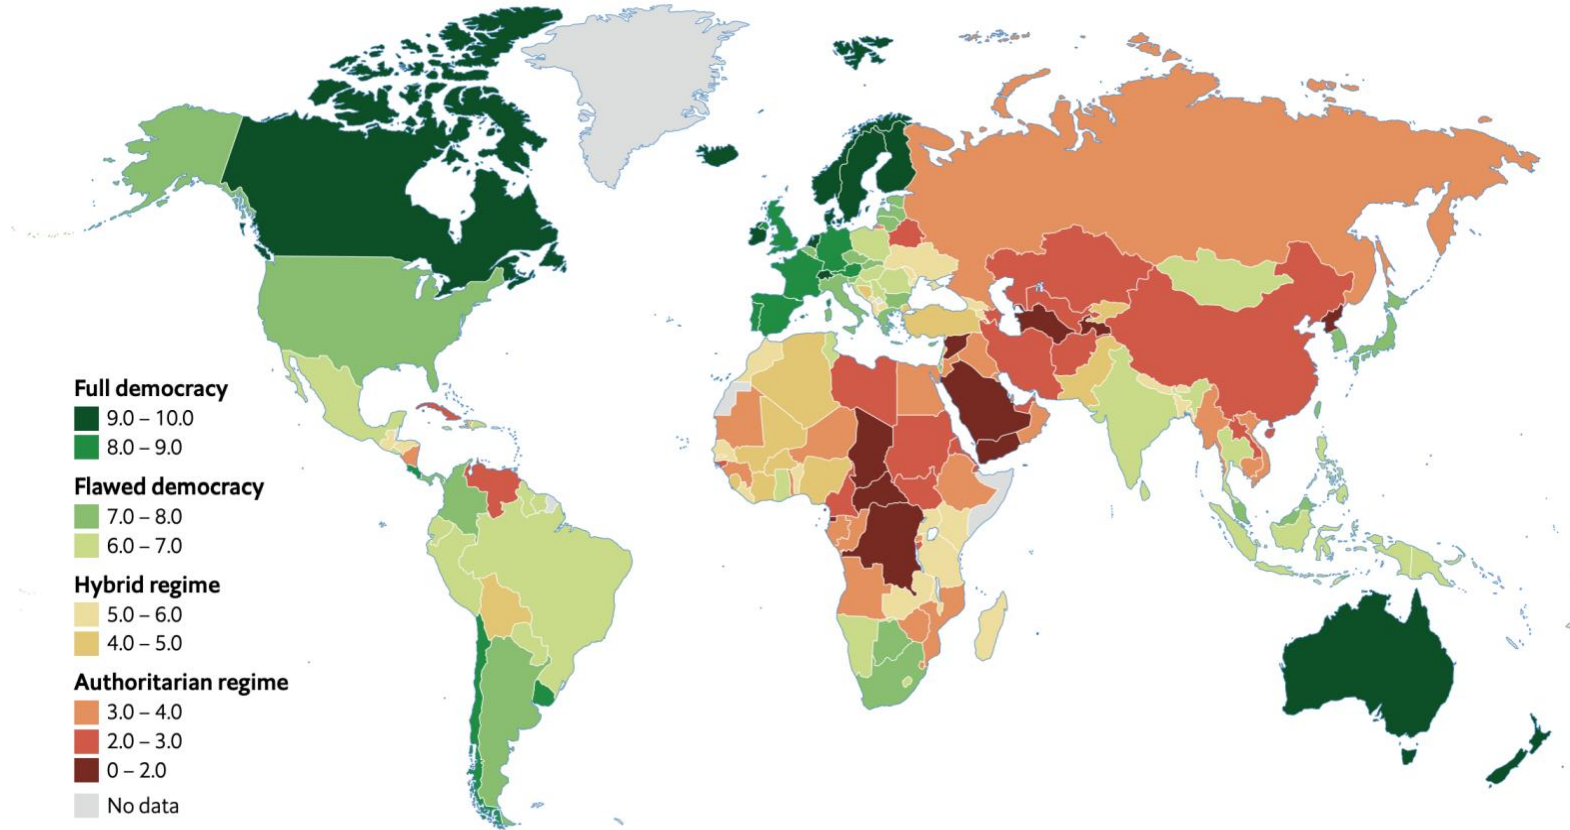 Full democracy
9.0 – 10.0
8.0 – 9.0
Flawed democracy
7.0 – 8.0
6.0 – 7.0
Hybrid regime
5.0 – 6.0
4.0 – 5.0
Authoritarian regime
3.0 – 4.0
2.0 – 3.0
0 – 2.0
No data